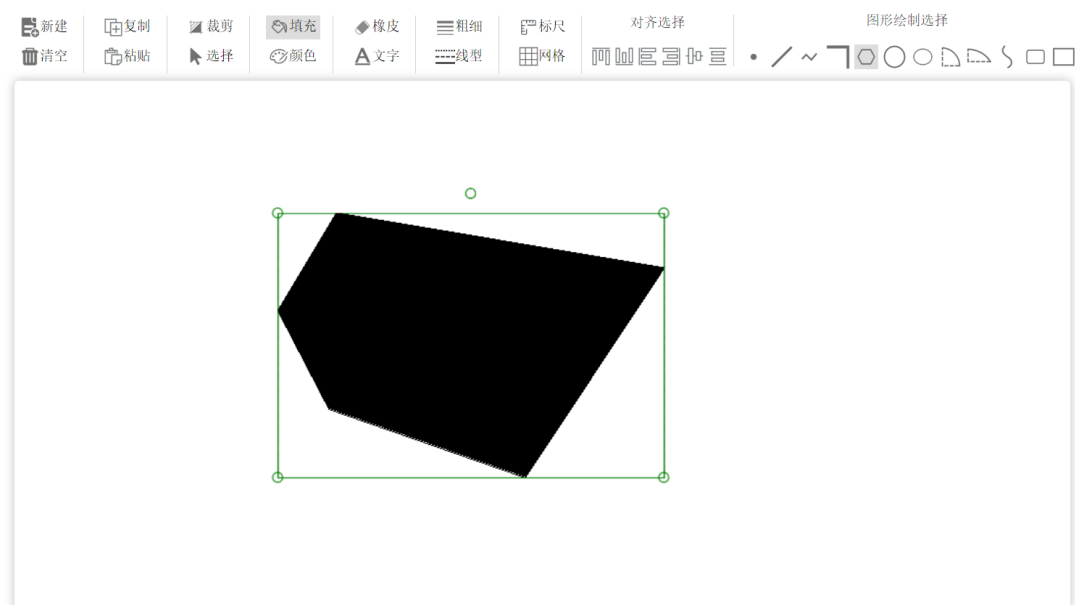 新建 复制 裁剪 填充 橡皮 粗细 标尺 对齐选择 图形绘制选择
清空 粘贴 选择 颜色 文字 线型 网格